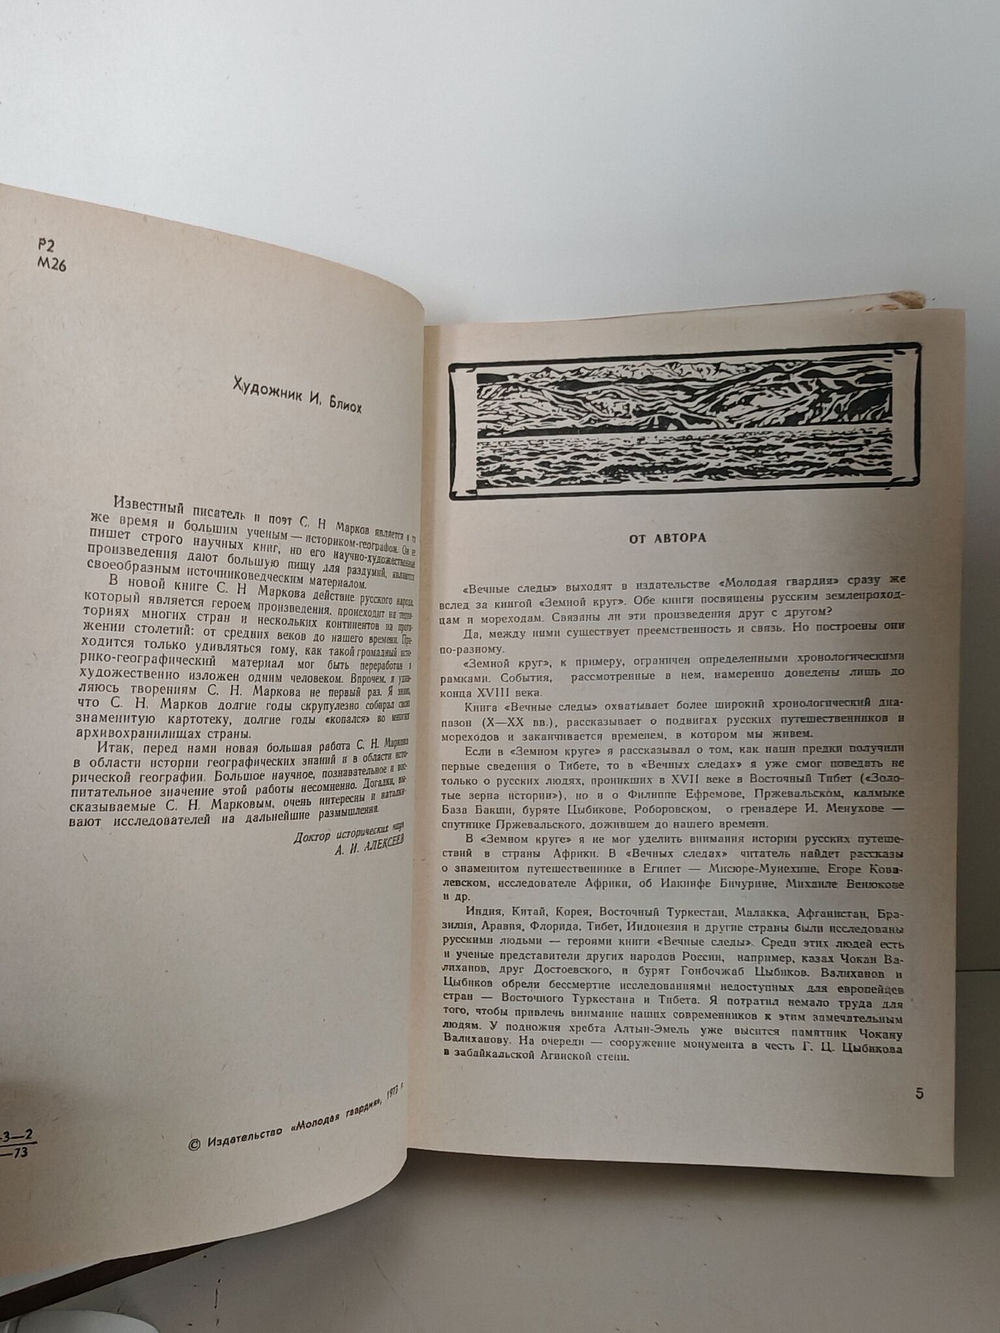 Р2
М26
Художник И. Блиох
Известный писатель и поэт С. Н Марков является в то
же время и большим ученым — историком-географом. Он не
пишет строго научных книг, но его научно-художественные
произведения дают большую пищу для раздумий, являются
своеобразным источниковедческим материалом.
В новой книге С. Н. Маркова действие русского народа,
который является героем произведения, происходит на терри-
ториях многих стран и нескольких континентов на протя-
жении столетий: от средних веков до нашего времени. При-
ходится только удивляться тому, как такой громадный исто-
рико-географический материал мог быть переработан и
художественно изложен одним человеком. Впрочем, я удив-
ляюсь творениям С. Н. Маркова не первый раз. Я знаю,
что С. Н. Марков долгие годы скрупулезно собирал свою
знаменитую картотеку, долгие годы «копался» во многих
архивохранилищах страны.
Итак, перед нами новая большая работа С. Н. Маркова
в области истории географических знаний и в области исто-
рической географии. Большое научное, познавательное и вос-
питательное значение этой работы несомненно. Догадки, вы-
сказываемые С. Н. Марковым, очень интересны и наталки-
вают исследователей на дальнейшие размышления.
Доктор исторических наук
А. И. АЛЕКСЕЕВ
3—2
—73
© Издательство «Молодая гвардия», 1973 г.
ОТ АВТОРА
«Вечные следы» выходят в издательстве «Молодая гвардия» сразу же
вслед за книгой «Земной круг». Обе книги посвящены русским землепроход-
цам и мореходам. Связаны ли эти произведения друг с другом?
Да, между ними существует преемственность и связь. Но построены они
по-разному.
«Земной круг», к примеру, ограничен определенными хронологическими
рамками. События, рассмотренные в нем, намеренно доведены лишь до
конца XVIII века.
Книга «Вечные следы» охватывает более широкий хронологический диа-
пазон (X—XX вв.), рассказывает о подвигах русских путешественников и
мореходов и заканчивается временем, в котором мы живем.
Если в «Земном круге» я рассказывал о том, как наши предки получили
первые сведения о Тибете, то в «Вечных следах» я уже смог поведать не
только о русских людях, проникших в XVII веке в Восточный Тибет («Золо-
тые зерна истории»), но и о Филиппе Ефремове, Пржевальском, калмыке
База Бакши, буряте Цыбикове, Роборовском, о гренадере И. Менухове —
спутнике Пржевальского, дожившем до нашего времени.
В «Земном круге» я не мог уделить внимания истории русских путеше-
ствий в страны Африки. В «Вечных следах» читатель найдет рассказы
о знаменитом путешественнике в Египет — Мисюре-Мунехине, Егоре Кова-
левском, исследователе Африки, об Иакинфе Бичурине, Михаиле Венюкове
и др.
Индия, Китай, Корея, Восточный Туркестан, Малакка, Афганистан, Бра-
зилия, Аравия, Флорида, Тибет, Индонезия и другие страны были исследованы
русскими людьми — героями книги «Вечные следы». Среди этих людей есть
и ученые представители других народов России, например, казах Чокан Ва-
лиханов, друг Достоевского, и бурят Гонбочжаб Цыбиков. Валиханов и
Цыбиков обрели бессмертие исследованиями недоступных для европейцев
стран — Восточного Туркестана и Тибета. Я потратил немало труда для
того, чтобы привлечь внимание наших современников к этим замечательным
людям. У подножия хребта Алтын-Эмель уже высится памятник Чокану
Валиханову. На очереди — сооружение монумента в честь Г. Ц. Цыбикова
в забайкальской Агинской степи.
5